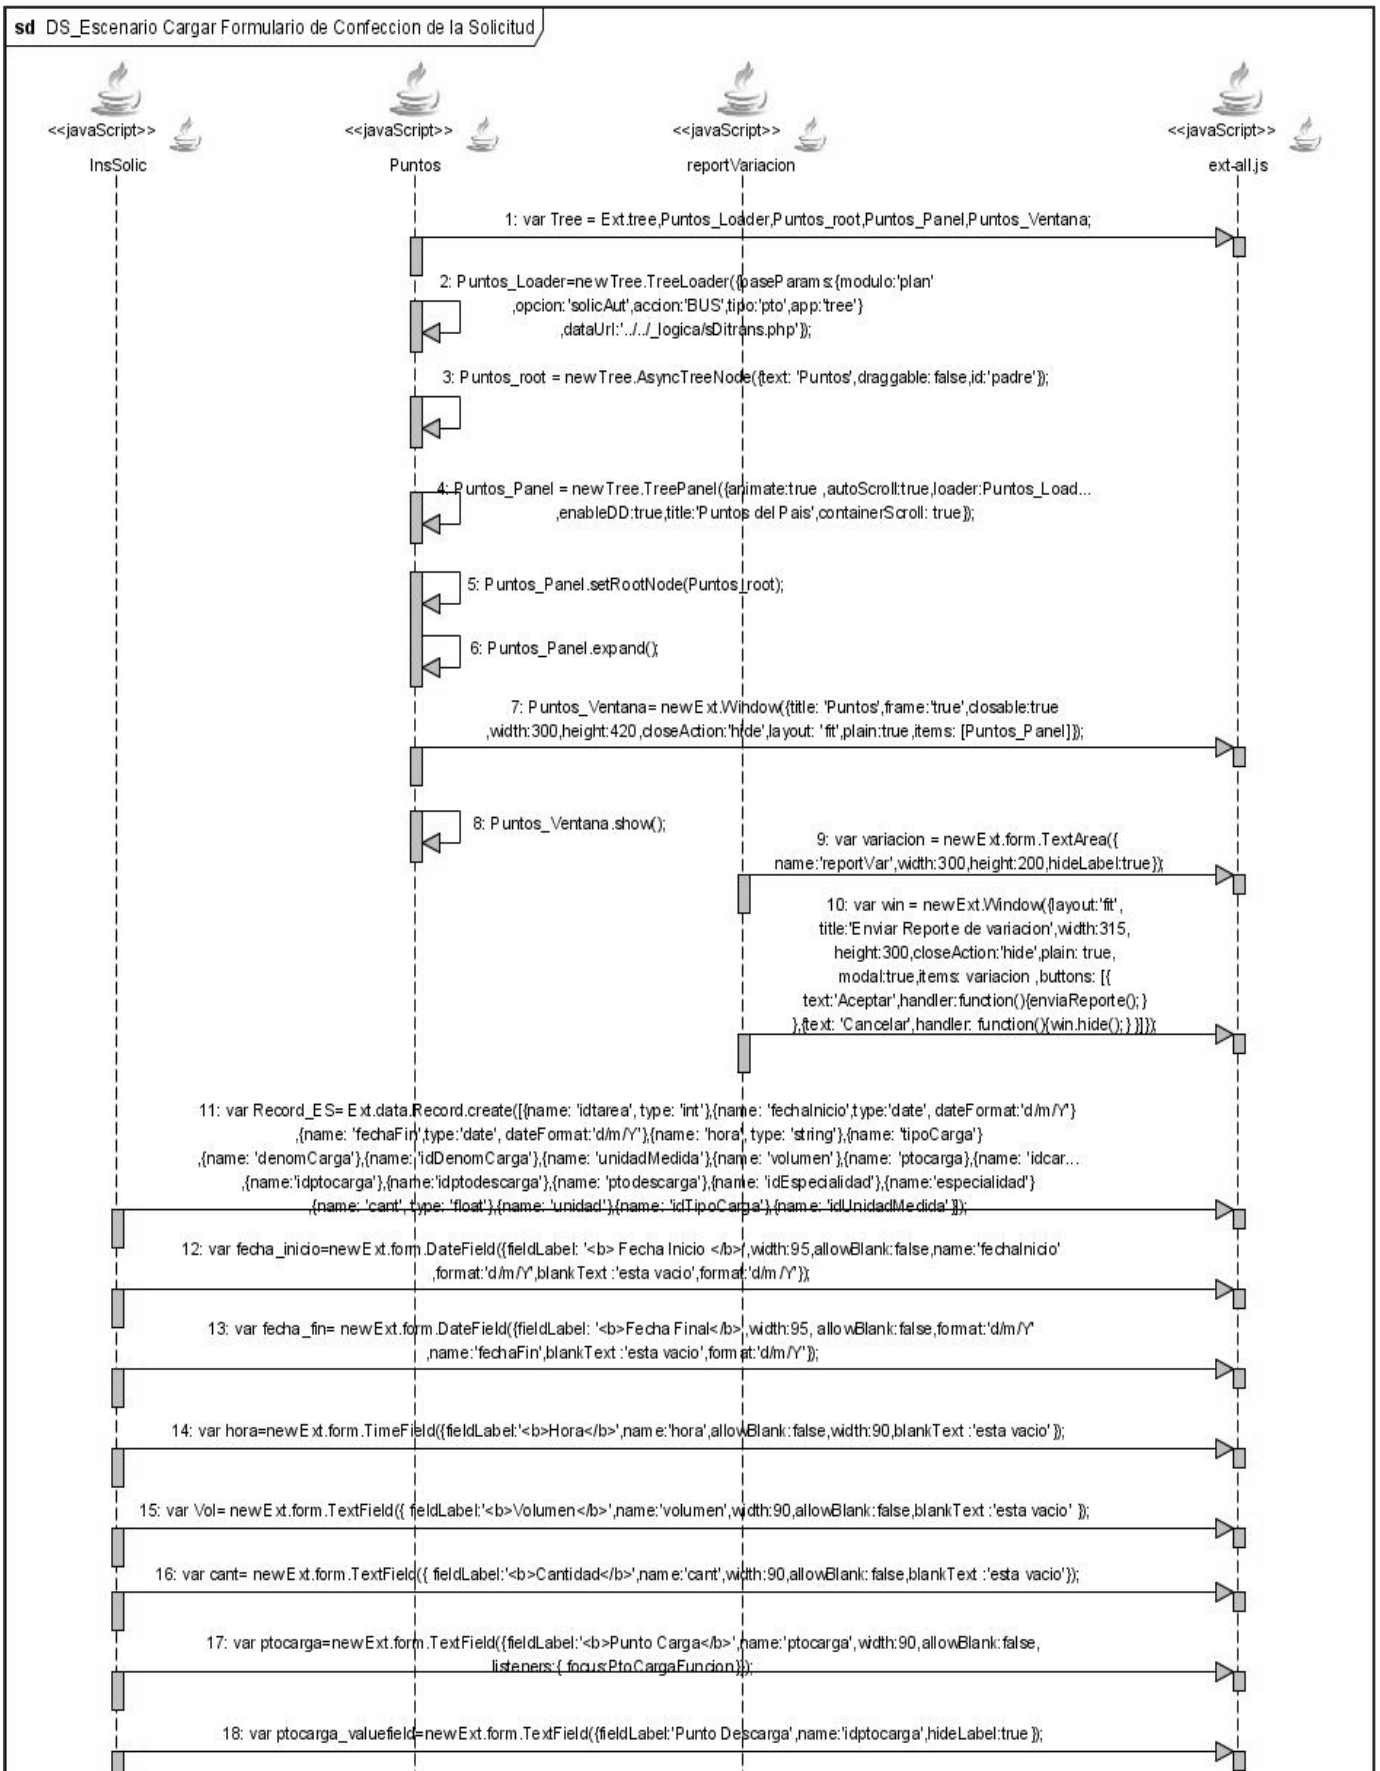 sd DS_Escenario Cargar Formulario de Confeccion de la Solicitud
<<javaScript>> <<javaScript>> <<javaScript>> <<javaScript>>
InsSolic Puntos reportVariacion ext-all.js
1: var Tree = Ext.tree,Puntos_Loader,Puntos_root,Puntos_Panel,Puntos_Ventana;
2: Puntos_Loader=new Tree.TreeLoader({baseParams:{modulo:'plan'
,opcion:'solicAut',accion:'BUS',tipo:'pto',app:'tree'}
,dataUrl:'../../_logica/sDitrans.php'});
3: Puntos_root = new Tree.AsyncTreeNode({text: 'Puntos',draggable:false,id:'padre'});
4: Puntos_Panel = new Tree.TreePanel({animate:true ,autoScroll:true,loader:Puntos_Load...
,enableDD:true,title:'Puntos del Pais',containerScroll: true});
5: Puntos_Panel.setRootNode(Puntos_root);
6: Puntos_Panel.expand();
7: Puntos_Ventana= new Ext.Window({title: 'Puntos',frame:'true',closable:true
,width:300,height:420,closeAction:'hide',layout: 'fit',plain:true,items: [Puntos_Panel]});
8: Puntos_Ventana.show();
9: var variacion = new Ext.form.TextArea({
name:'reportVar',width:300,height:200,hideLabel:true});
10: var win = new Ext.Window({layout:'fit',
title:'Enviar Reporte de variacion',width:315,
height:300,closeAction:'hide',plain: true,
modal:true,items: variacion ,buttons: [{
text:'Aceptar',handler:function(){enviaReporte(); }
},{text: 'Cancelar',handler: function(){win.hide(); } }]});
11: var Record_ES= Ext.data.Record.create([{name: 'idtarea', type: 'int'},{name: 'fechaInicio',type:'date', dateFormat:'d/m/Y'}
,{name: 'fechaFin',type:'date', dateFormat:'d/m/Y'},{name: 'hora', type: 'string'},{name: 'tipoCarga'}
,{name: 'denomCarga'},{name: 'idDenomCarga'},{name: 'unidadMedida'},{name: 'volumen'},{name: 'ptocarga},{name: 'idcar...
,{name:'idptocarga'},{name:'idptodescarga'},{name: 'ptodescarga'},{name: 'idEspecialidad'},{name:'especialidad'}
,{name: 'cant', type: 'float'},{name: 'unidad'},{name: 'idTipoCarga'},{name: 'idUnidadMedida'}]);
12: var fecha_inicio=new Ext.form.DateField({fieldLabel: '<b> Fecha Inicio </b>',width:95,allowBlank:false,name:'fechaInicio'
,format:'d/m/Y',blankText :'esta vacio',format:'d/m/Y'});
13: var fecha_fin= new Ext.form.DateField({fieldLabel: '<b>Fecha Final</b>',width:95, allowBlank:false,format:'d/m/Y'
,name:'fechaFin',blankText :'esta vacio',format:'d/m/Y'});
14: var hora=new Ext.form.TimeField({fieldLabel:'<b>Hora</b>',name:'hora',allowBlank:false,width:90,blankText :'esta vacio'});
15: var Vol= new Ext.form.TextField({ fieldLabel:'<b>Volumen</b>',name:'volumen',width:90,allowBlank:false,blankText :'esta vacio' });
16: var cant= new Ext.form.TextField({ fieldLabel:'<b>Cantidad</b>',name:'cant',width:90,allowBlank:false,blankText :'esta vacio'});
17: var ptocarga=new Ext.form.TextField({fieldLabel:'<b>Punto Carga</b>',name:'ptocarga',width:90,allowBlank:false,
listeners:{ focus:PtoCargaFuncion}});
18: var ptocarga_valuefield=new Ext.form.TextField({fieldLabel:'Punto Descarga',name:'idptocarga',hideLabel:true });